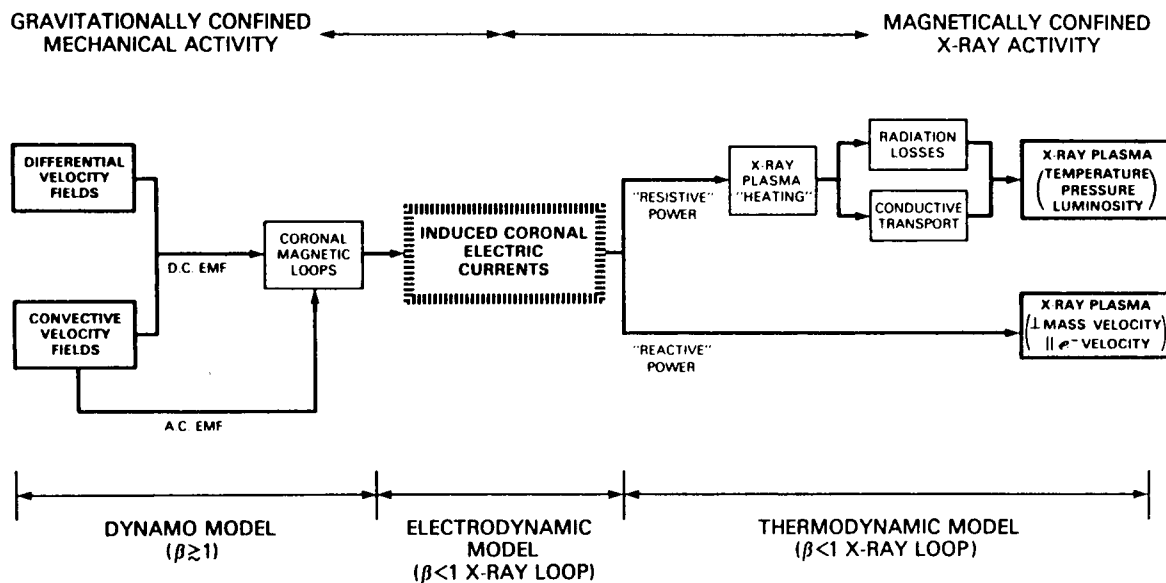 GRAVITATIONALLY CONFINED
MECHANICAL ACTIVITY
MAGNETICALLY CONFINED
X-RAY ACTIVITY
DIFFERENTIAL
VELOCITY
FIELDS
CONVECTIVE
VELOCITY
FIELDS
D.C. EMF
A.C. EMF
CORONAL
MAGNETIC
LOOPS
INDUCED CORONAL
ELECTRIC
CURRENTS
"RESISTIVE"
POWER
"REACTIVE"
POWER
X-RAY
PLASMA
"HEATING"
RADIATION
LOSSES
CONDUCTIVE
TRANSPORT
X-RAY PLASMA
(TEMPERATURE
PRESSURE
LUMINOSITY)
X-RAY PLASMA
(⊥ MASS VELOCITY
|| e⁻ VELOCITY)
DYNAMO MODEL
(β≳1)
ELECTRODYNAMIC
MODEL
(β<1 X-RAY LOOP)
THERMODYNAMIC MODEL
(β<1 X-RAY LOOP)